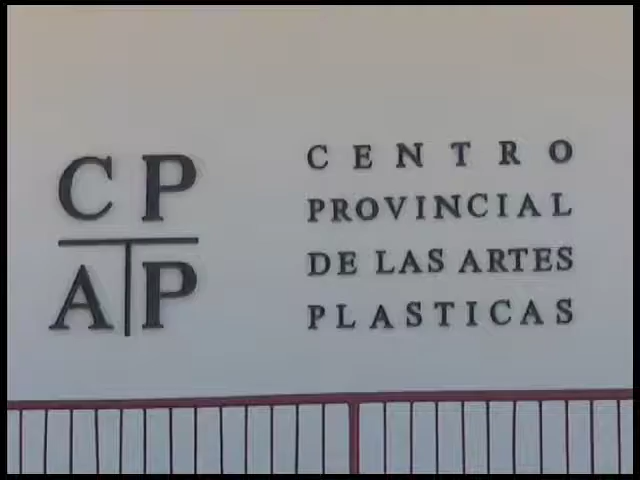 CP
AP
CENTRO
PROVINCIAL
DE LAS ARTES
PLASTICAS